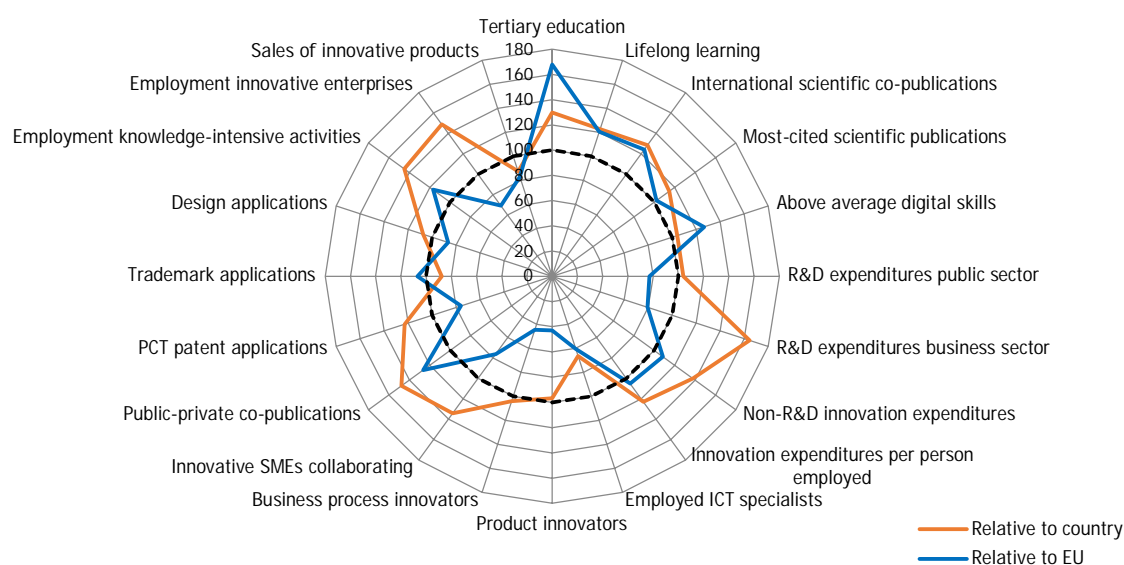 Tertiary education
Sales of innovative products
Lifelong learning
Employment innovative enterprises
International scientific co-publications
Employment knowledge-intensive activities
Most-cited scientific publications
Design applications
Above average digital skills
Trademark applications
R&D expenditures public sector
PCT patent applications
R&D expenditures business sector
Public-private co-publications
Non-R&D innovation expenditures
Innovative SMEs collaborating
Innovation expenditures per person
employed
Business process innovators
Employed ICT specialists
Product innovators
180
160
140
120
100
80
60
40
20
0
Relative to country
Relative to EU